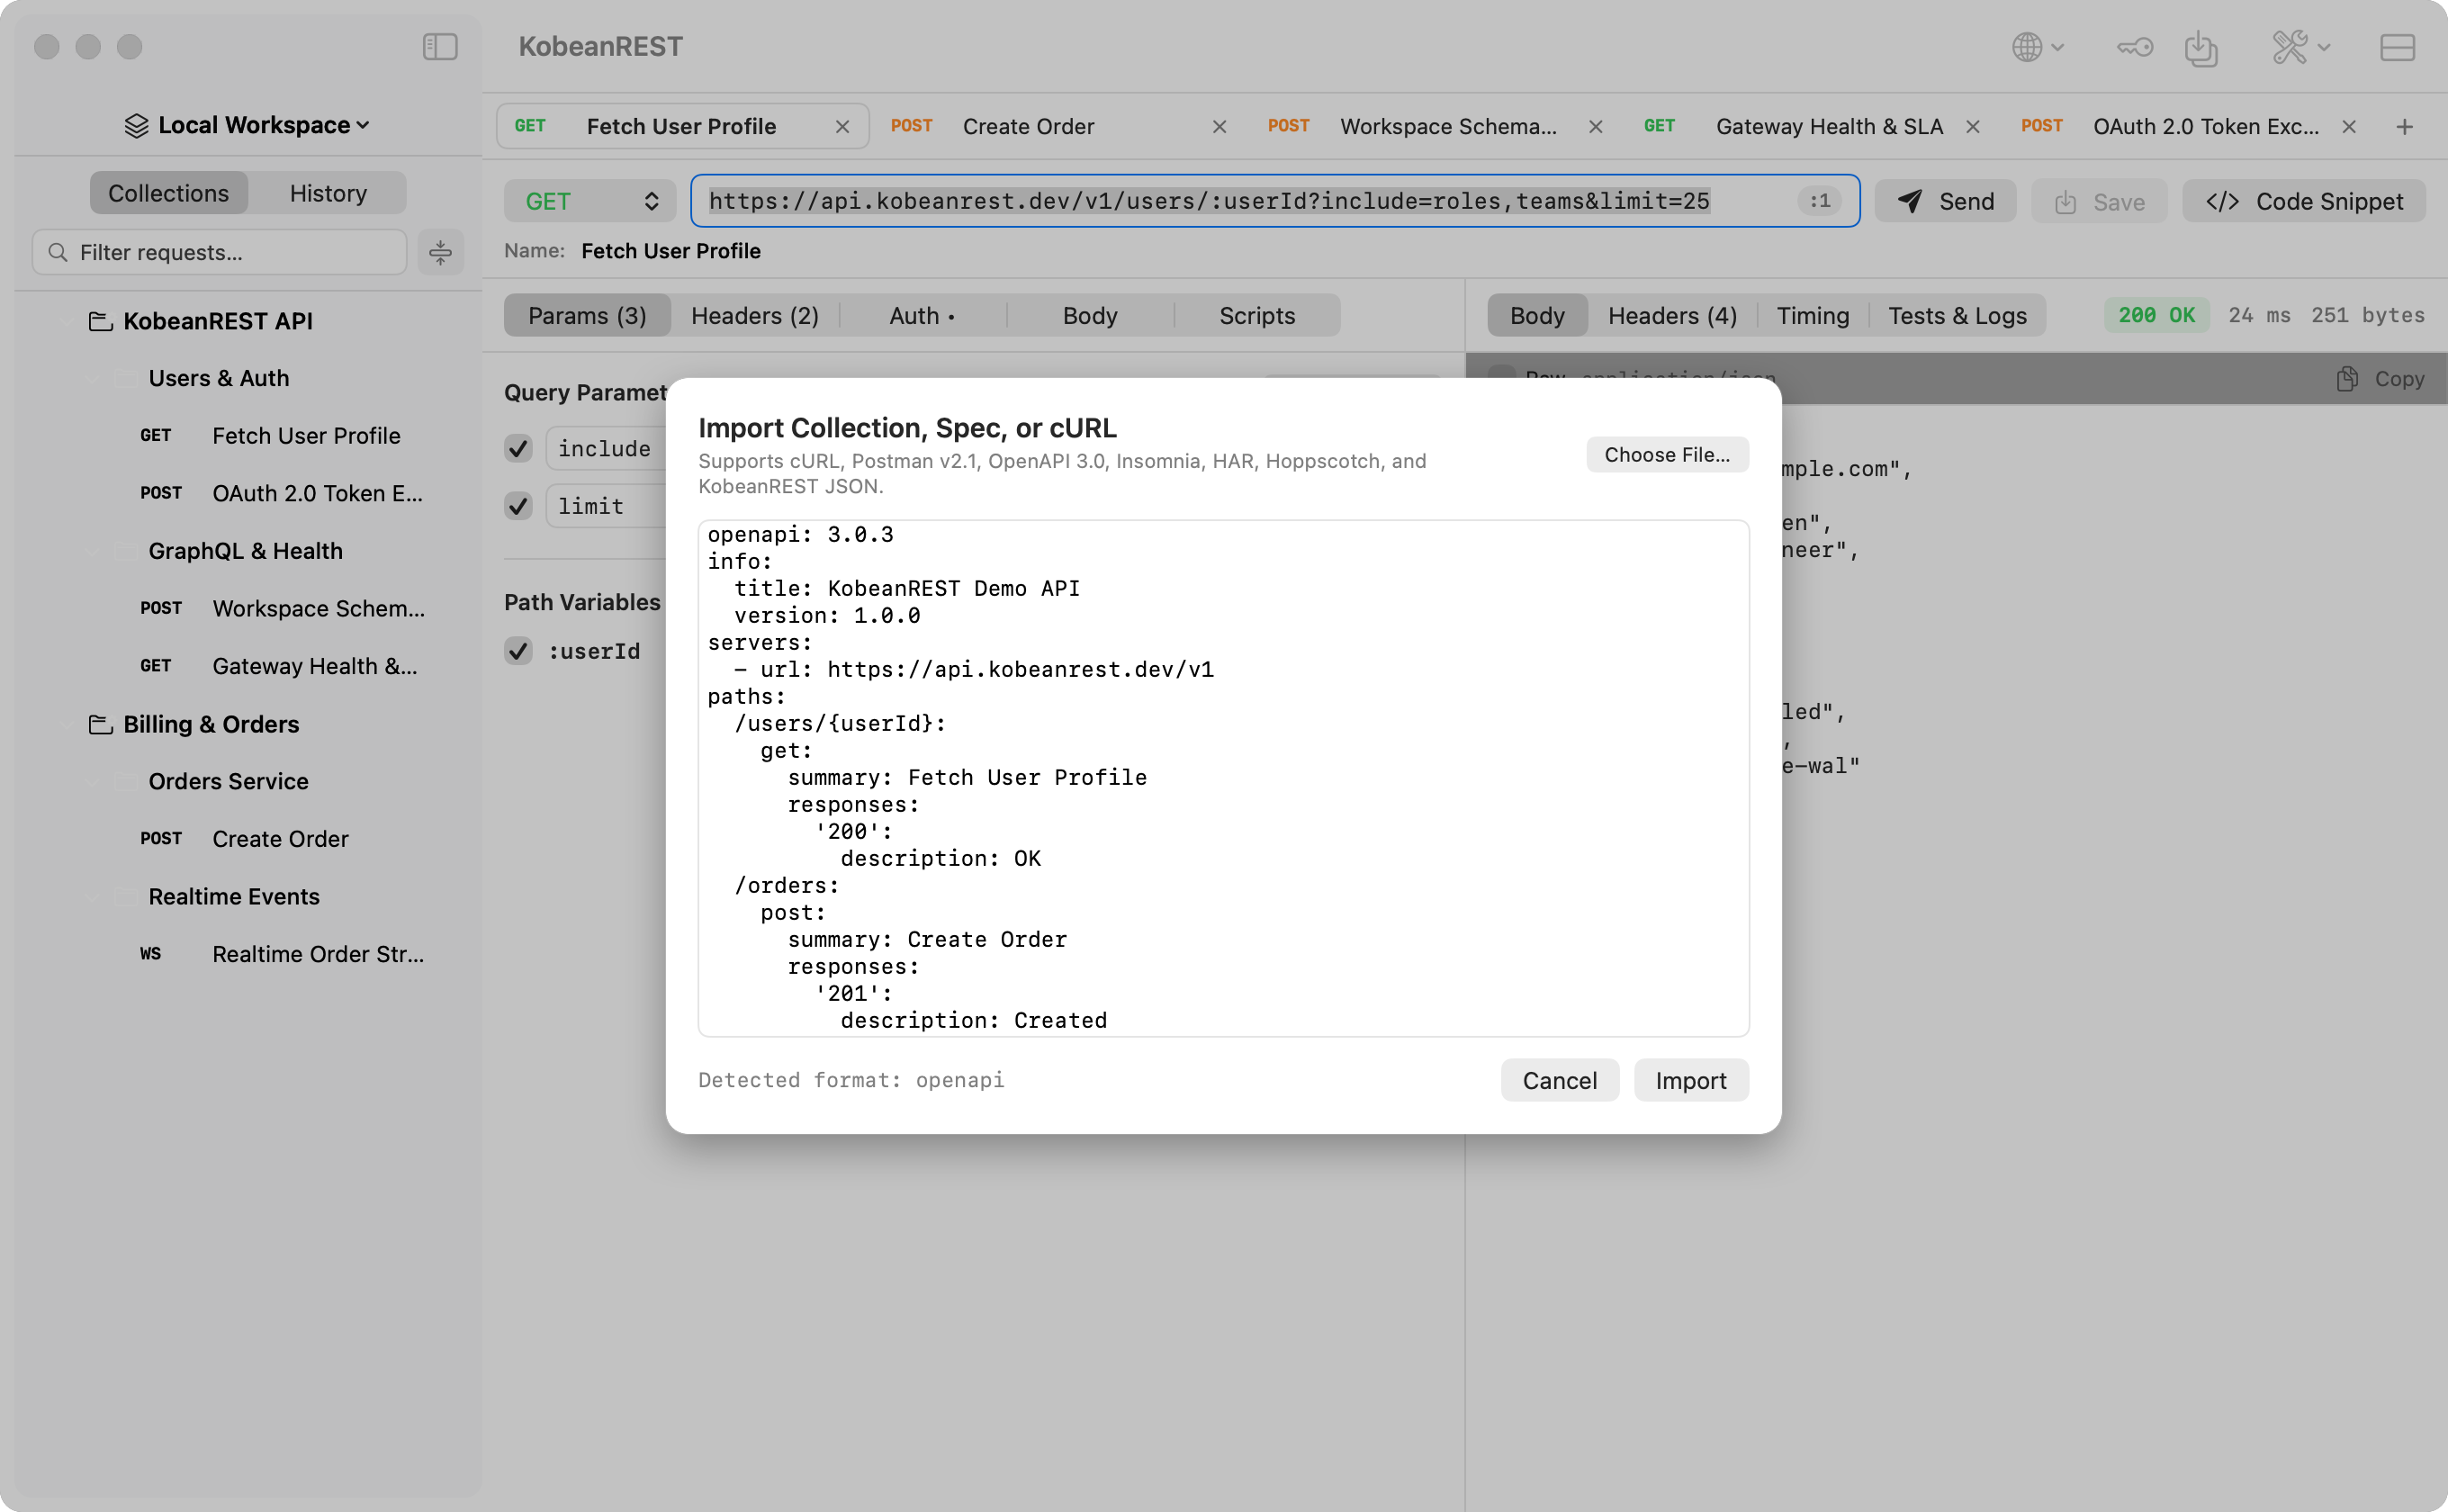 KobeanREST
Local Workspace
GET Fetch User Profile
POST Create Order
POST Workspace Schema...
GET Gateway Health & SLA
POST OAuth 2.0 Token Exc...
Collections
History
Filter requests...
GET
https://api.kobeanrest.dev/v1/users/:userId?include=roles,teams&limit=25
:1
Send
Save
</> Code Snippet
Name: Fetch User Profile
KobeanREST API
Users & Auth
GET Fetch User Profile
POST OAuth 2.0 Token E...
GraphQL & Health
POST Workspace Schem...
GET Gateway Health &...
Billing & Orders
Orders Service
POST Create Order
Realtime Events
WS Realtime Order Str...
Params (3)
Headers (2)
Auth •
Body
Scripts
Body
Headers (4)
Timing
Tests & Logs
200 OK
24 ms
251 bytes
Raw application/json
Copy
Query Paramet
include
limit
Path Variables
:userId
mple.com",
en",
neer",
led",
,
e-wal"
Import Collection, Spec, or cURL
Supports cURL, Postman v2.1, OpenAPI 3.0, Insomnia, HAR, Hoppscotch, and
KobeanREST JSON.
Choose File...
openapi: 3.0.3
info:
  title: KobeanREST Demo API
  version: 1.0.0
servers:
  - url: https://api.kobeanrest.dev/v1
paths:
  /users/{userId}:
    get:
      summary: Fetch User Profile
      responses:
        '200':
          description: OK
  /orders:
    post:
      summary: Create Order
      responses:
        '201':
          description: Created
Detected format: openapi
Cancel
Import